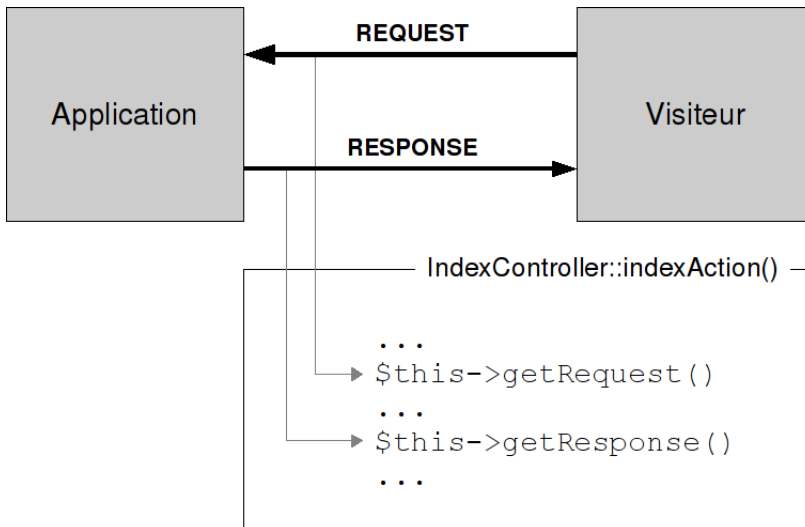 REQUEST
Application
Visiteur
RESPONSE
IndexController::indexAction()
...
$this->getRequest()
...
$this->getResponse()
...